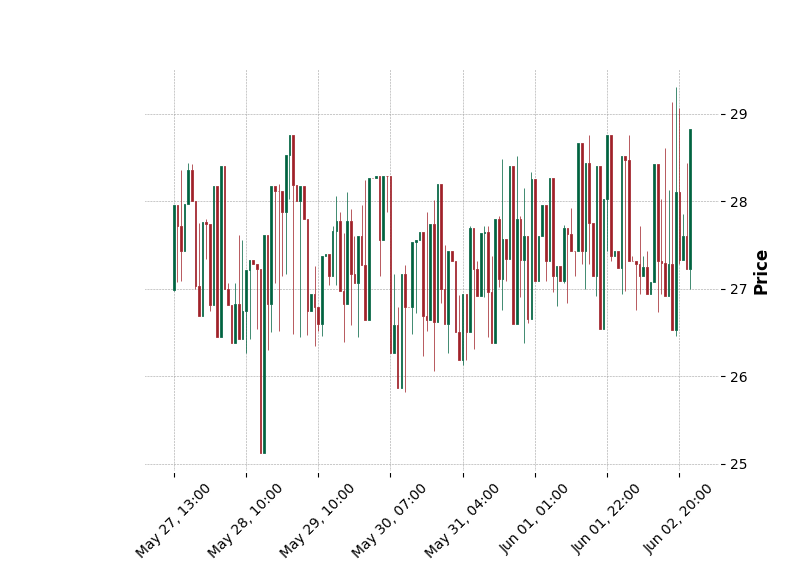 29
28
27
26
25
Price
May 27, 13:00
May 28, 10:00
May 29, 10:00
May 30, 07:00
May 31, 04:00
Jun 01, 01:00
Jun 01, 22:00
Jun 02, 20:00